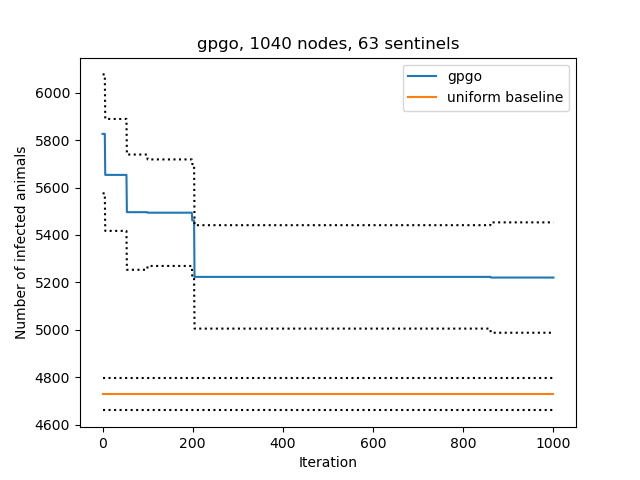 gpgo, 1040 nodes, 63 sentinels
gpgo
uniform baseline
Number of infected animals
6000
5800
5600
5400
5200
5000
4800
4600
0 200 400 600 800 1000
Iteration